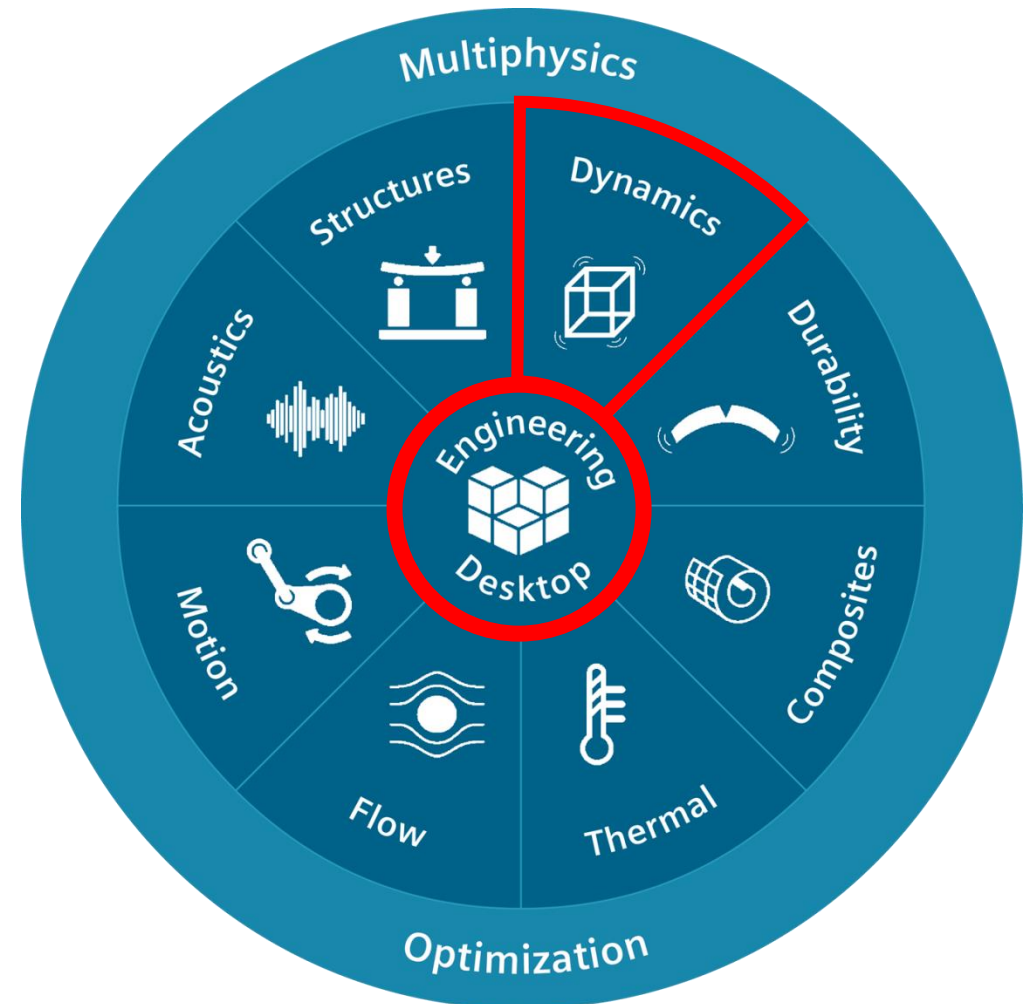 Multiphysics
Structures
Dynamics
Acoustics
Durability
Engineering
Desktop
Motion
Composites
Flow
Thermal
Optimization